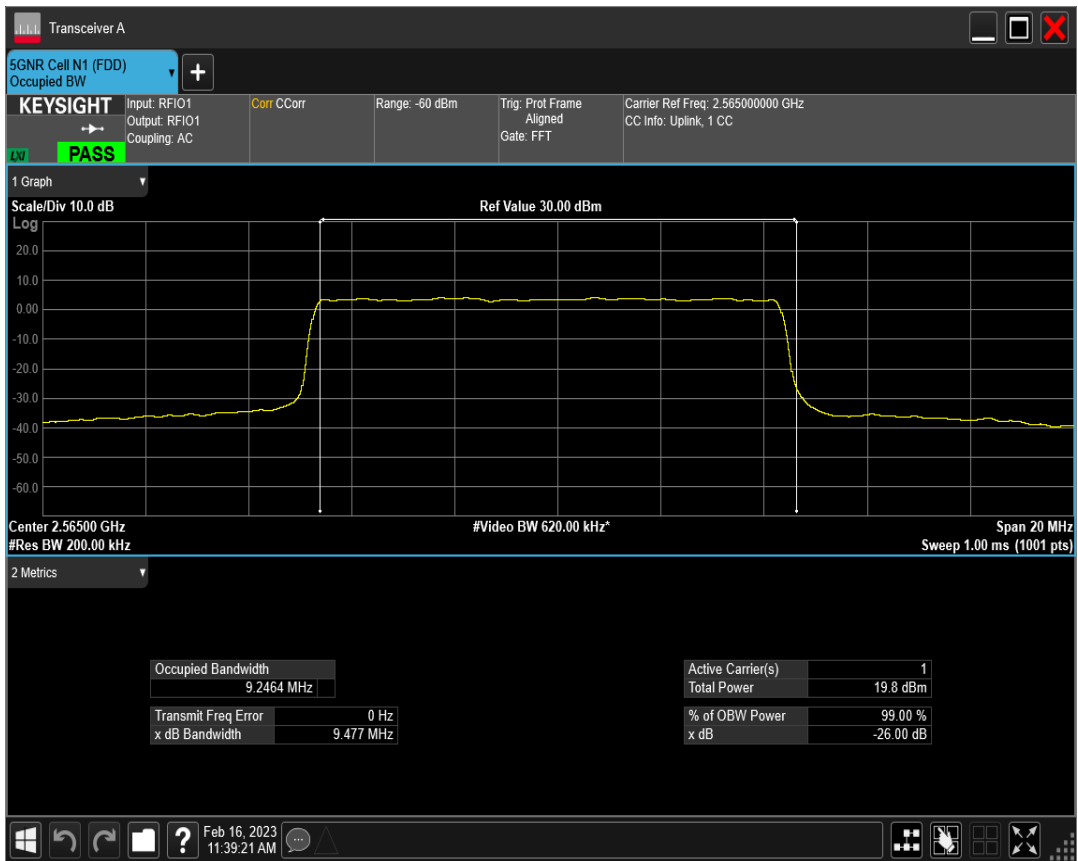 Transceiver A
5GNR Cell N1 (FDD)
Occupied BW
KEYSIGHT
LXI
PASS
Input: RFIO1
Output: RFIO1
Coupling: AC
Corr CCorr
Range: -60 dBm
Trig: Prot Frame
Aligned
Gate: FFT
Carrier Ref Freq: 2.565000000 GHz
CC Info: Uplink, 1 CC
1 Graph
Scale/Div 10.0 dB
Ref Value 30.00 dBm
Log
20.0
10.0
0.00
-10.0
-20.0
-30.0
-40.0
-50.0
-60.0
Center 2.56500 GHz
#Video BW 620.00 kHz*
Span 20 MHz
#Res BW 200.00 kHz
Sweep 1.00 ms (1001 pts)
2 Metrics
Occupied Bandwidth
9.2464 MHz
Transmit Freq Error 0 Hz
x dB Bandwidth 9.477 MHz
Active Carrier(s) 1
Total Power 19.8 dBm
% of OBW Power 99.00 %
x dB -26.00 dB
?
Feb 16, 2023
11:39:21 AM